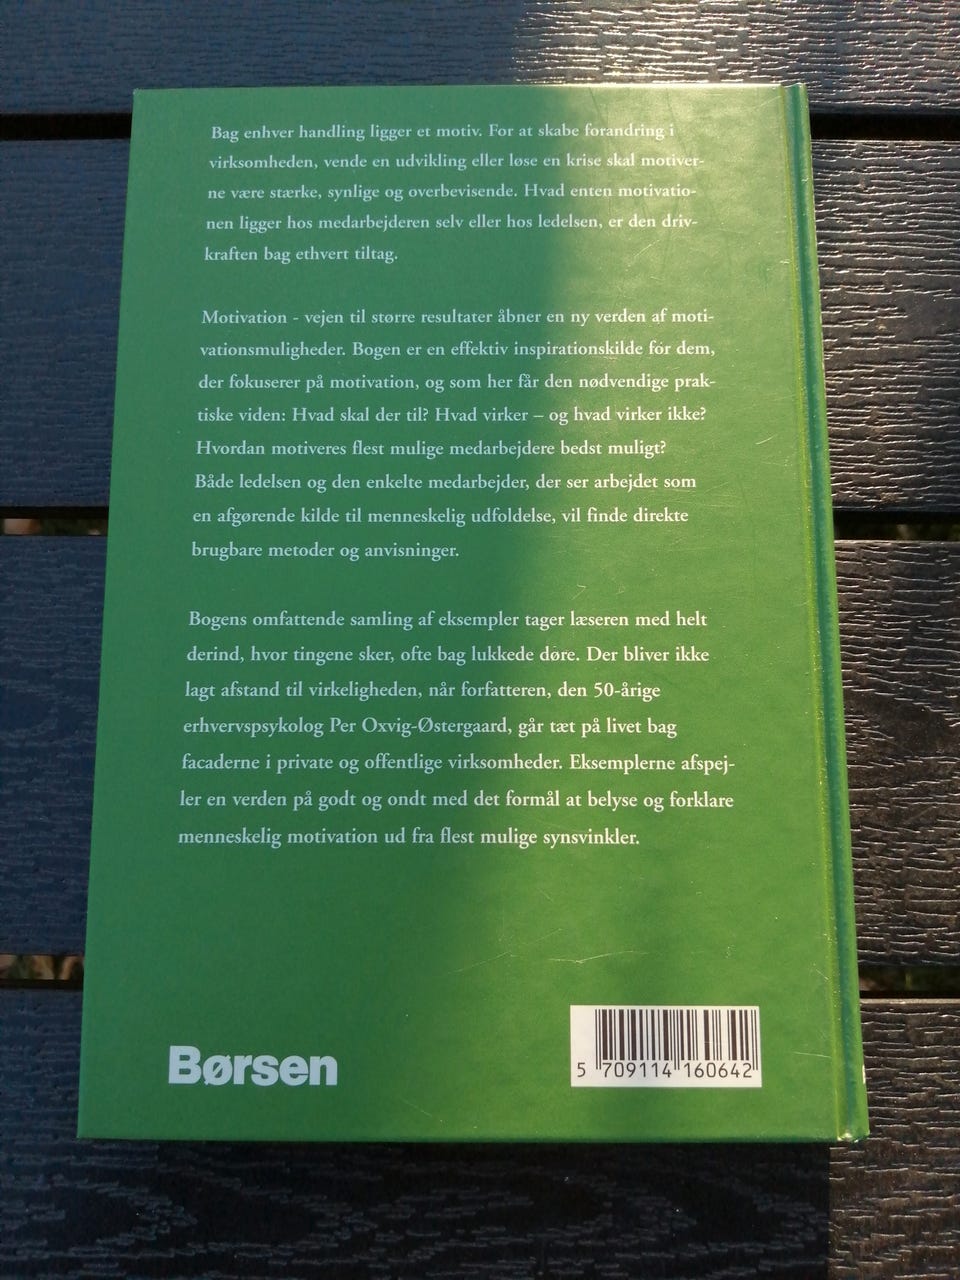 Bag enhver handling ligger et motiv. For at skabe forandring i
virksomheden, vende en udvikling eller løse en krise skal motiver-
ne være stærke, synlige og overbevisende. Hvad enten motivatio-
nen ligger hos medarbejderen selv eller hos ledelsen, er den driv-
kraften bag ethvert tiltag.
Motivation - vejen til større resultater åbner en ny verden af moti-
vationsmuligheder. Bogen er en effektiv inspirationskilde for dem,
der fokuserer på motivation, og som her får den nødvendige prak-
tiske viden: Hvad skal der til? Hvad virker – og hvad virker ikke?
Hvordan motiveres flest mulige medarbejdere bedst muligt?
Både ledelsen og den enkelte medarbejder, der ser arbejdet som
en afgørende kilde til menneskelig udfoldelse, vil finde direkte
brugbare metoder og anvisninger.
Bogens omfattende samling af eksempler tager læseren med helt
derind, hvor tingene sker, ofte bag lukkede døre. Der bliver ikke
lagt afstand til virkeligheden, når forfatteren, den 50-årige
erhvervspsykolog Per Oxvig-Østergaard, går tæt på livet bag
facaderne i private og offentlige virksomheder. Eksemplerne afspej-
ler en verden på godt og ondt med det formål at belyse og forklare
menneskelig motivation ud fra flest mulige synsvinkler.
Børsen
5 709114 160642